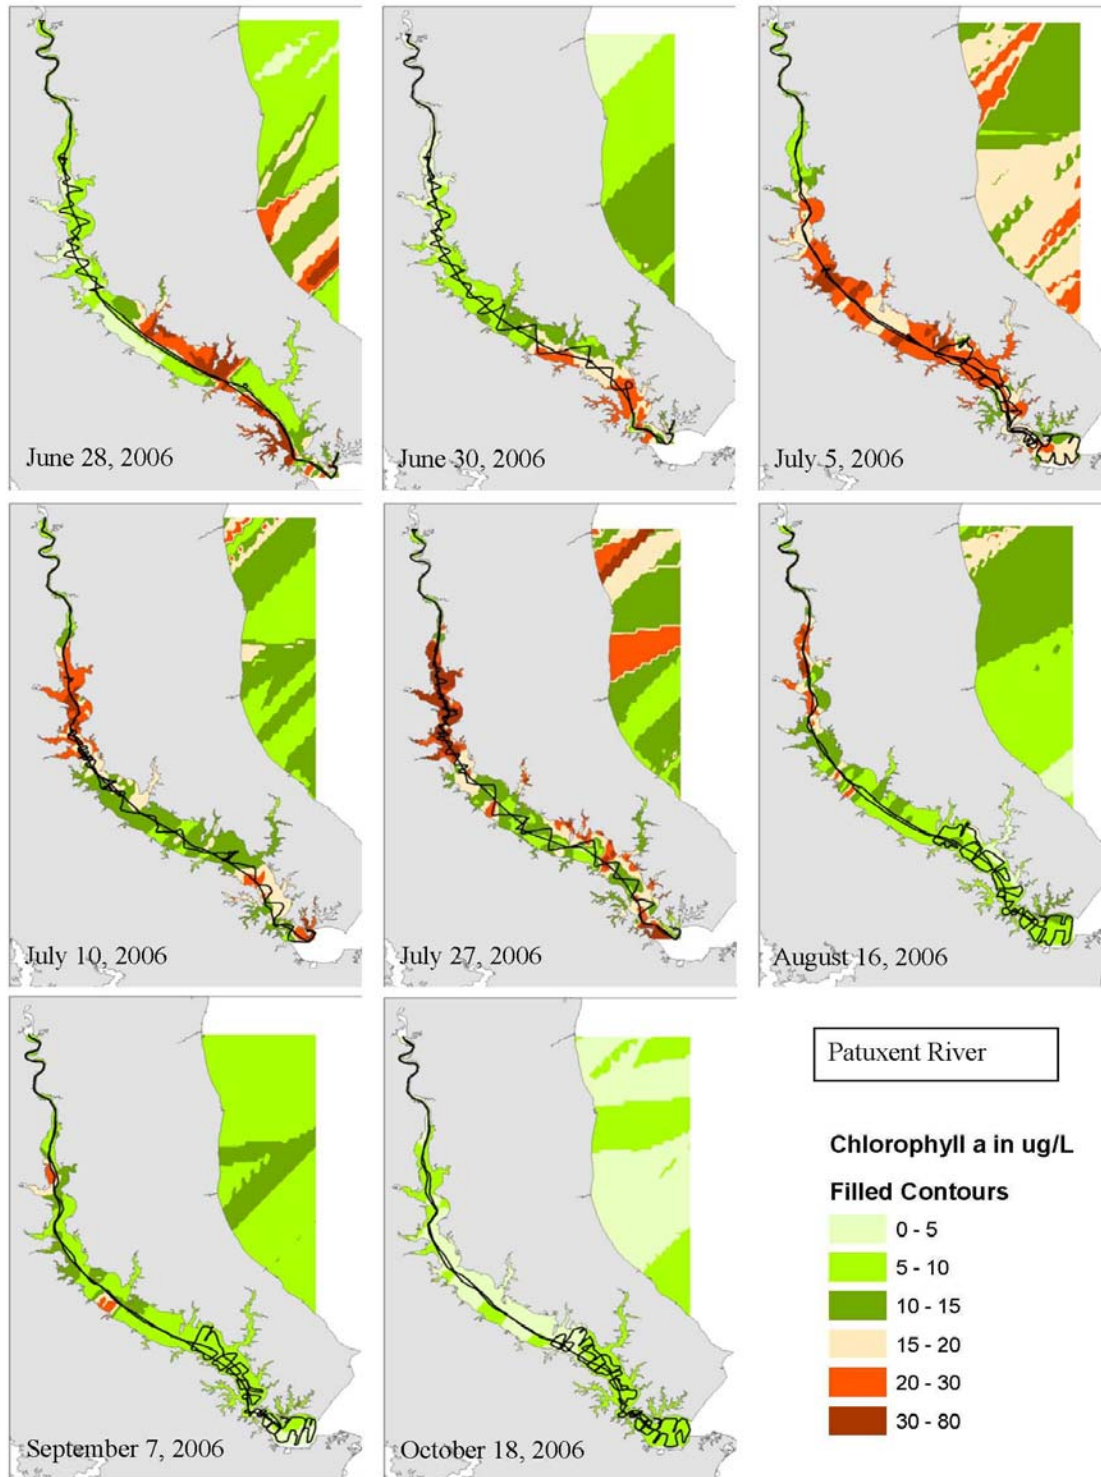 June 28, 2006
June 30, 2006
July 5, 2006
July 10, 2006
July 27, 2006
August 16, 2006
September 7, 2006
October 18, 2006
Patuxent River
Chlorophyll a in ug/L
Filled Contours
0 - 5
5 - 10
10 - 15
15 - 20
20 - 30
30 - 80